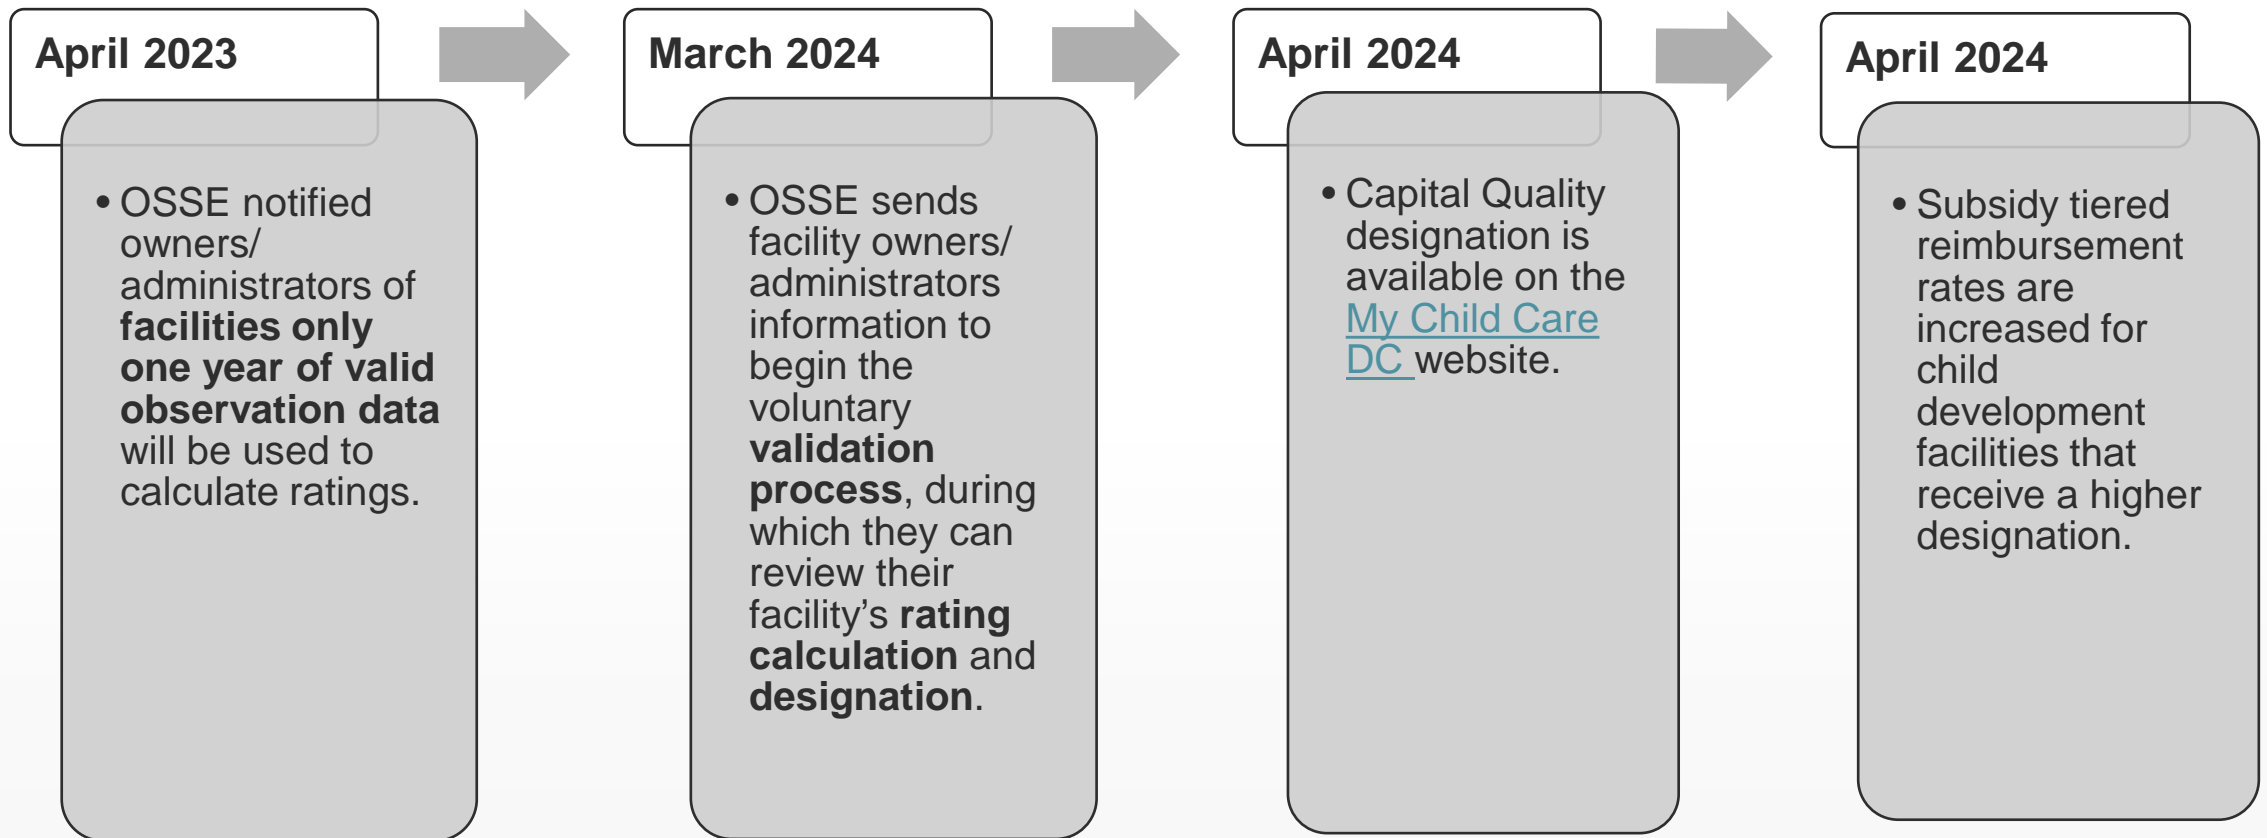 April 2023
• OSSE notified
owners/
administrators of
facilities only
one year of valid
observation data
will be used to
calculate ratings.
March 2024
• OSSE sends
facility owners/
administrators
information to
begin the
voluntary
validation
process, during
which they can
review their
facility’s rating
calculation and
designation.
April 2024
• Capital Quality
designation is
available on the
My Child Care
DC website.
April 2024
• Subsidy tiered
reimbursement
rates are
increased for
child
development
facilities that
receive a higher
designation.